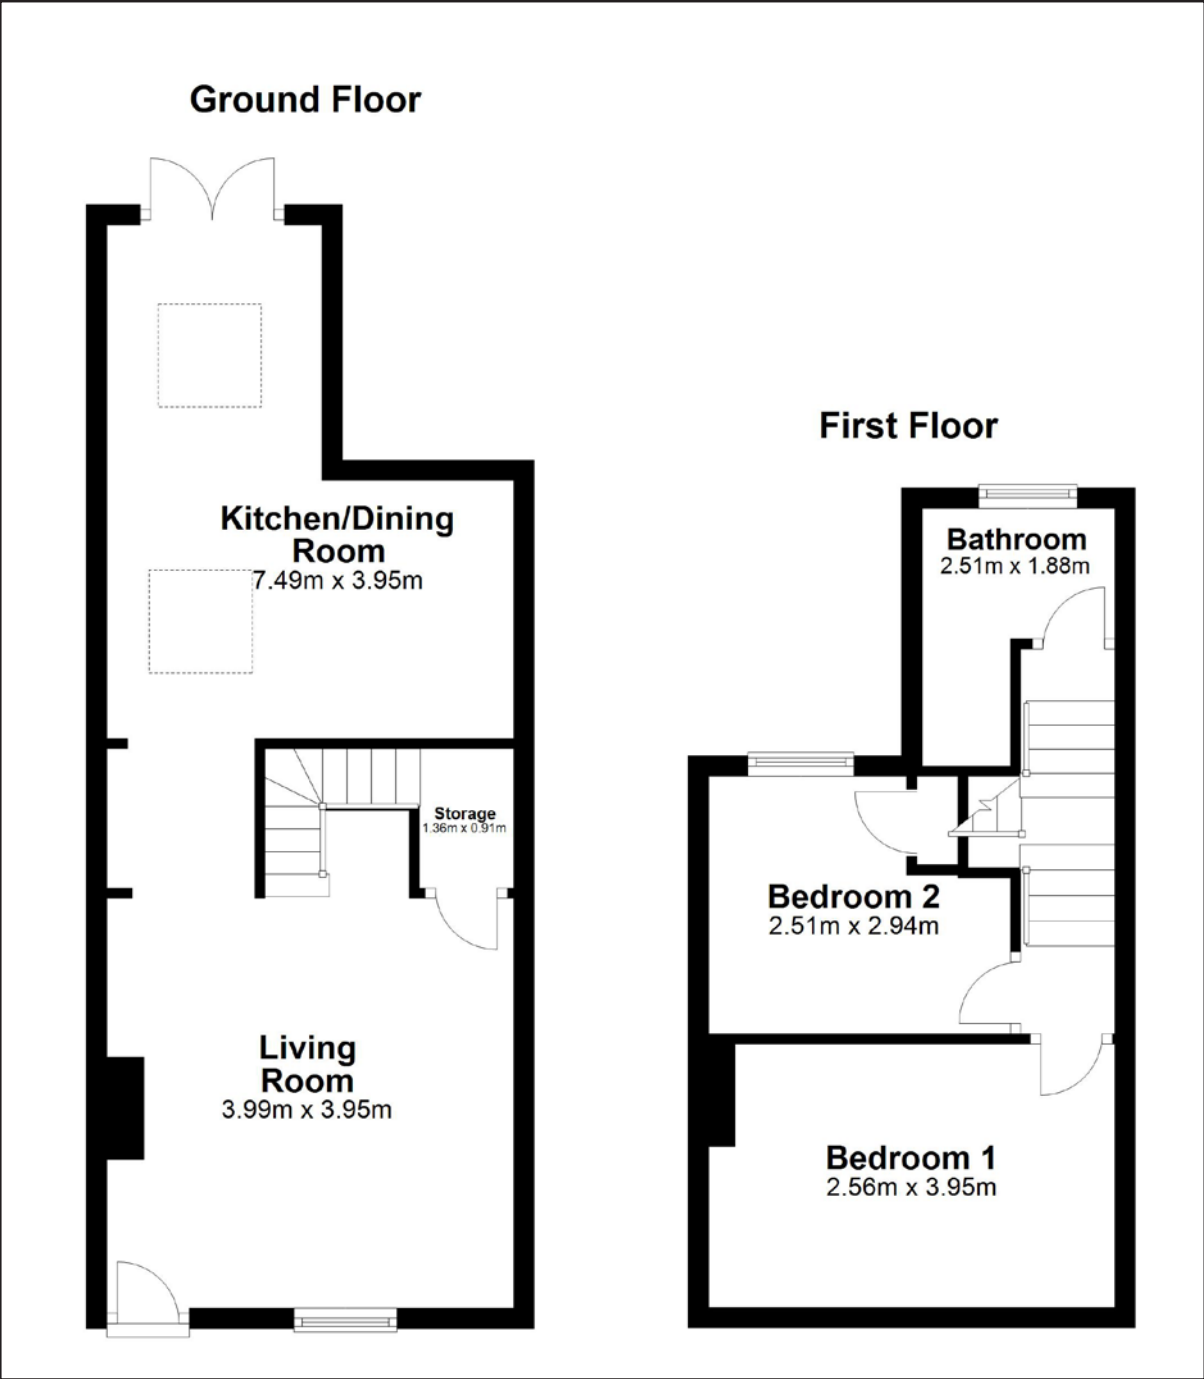 Ground Floor
Kitchen/Dining
Room
7.49m x 3.95m
Storage
1.36m x 0.91m
Living
Room
3.99m x 3.95m
First Floor
Bathroom
2.51m x 1.88m
Bedroom 2
2.51m x 2.94m
Bedroom 1
2.56m x 3.95m